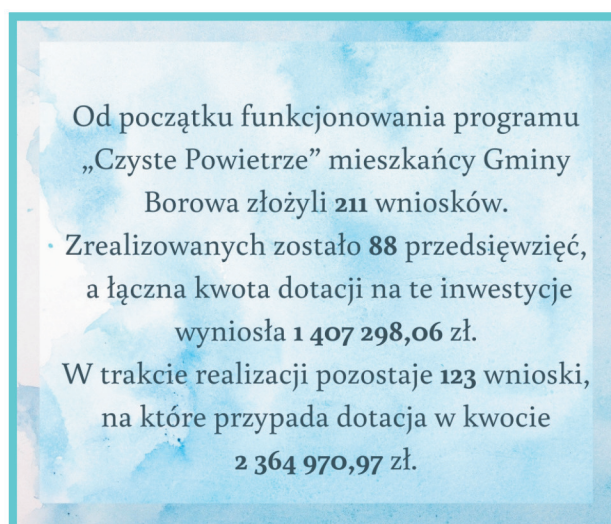 Od początku funkcjonowania programu
„Czyste Powietrze” mieszkańcy Gminy
Borowa złożyli 211 wniosków.
Zrealizowanych zostało 88 przedsięwzięć,
a łączna kwota dotacji na te inwestycje
wyniosła 1 407 298,06 zł.
W trakcie realizacji pozostaje 123 wnioski,
na które przypada dotacja w kwocie
2 364 970,97 zł.